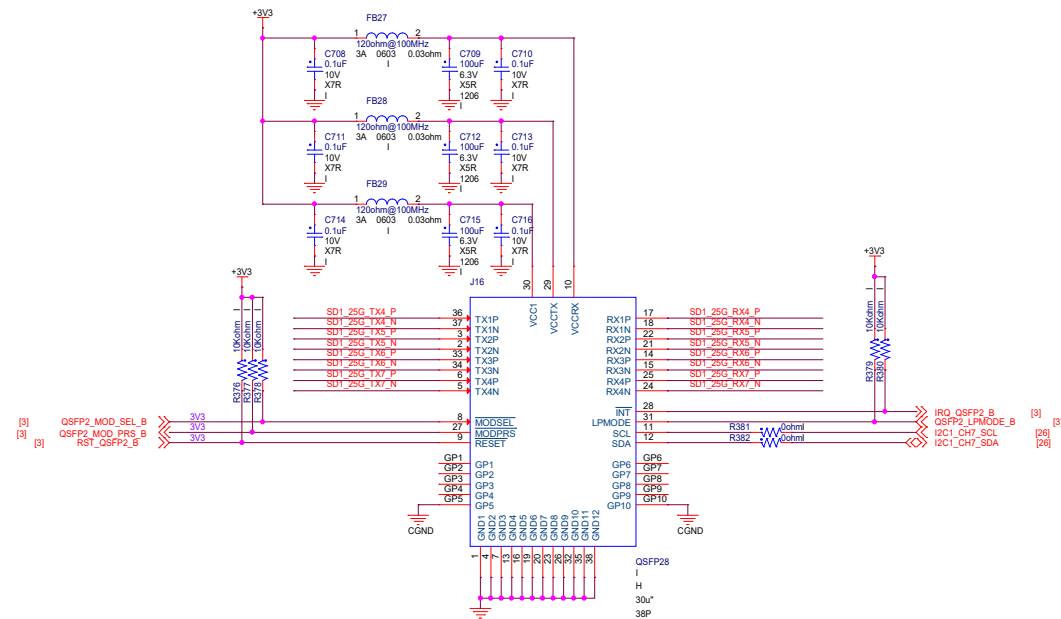 +3V3
FB27
1 2
120ohm@100MHz
3A 0603 0.03ohm
I
C708
0.1uF
10V
X7R
I
C709
100uF
6.3V
X5R
1206
I
C710
0.1uF
10V
X7R
I
FB28
1 2
120ohm@100MHz
3A 0603 0.03ohm
I
C711
0.1uF
10V
X7R
I
C712
100uF
6.3V
X5R
1206
I
C713
0.1uF
10V
X7R
I
FB29
1 2
120ohm@100MHz
3A 0603 0.03ohm
I
C714
0.1uF
10V
X7R
I
C715
100uF
6.3V
X5R
1206
I
C716
0.1uF
10V
X7R
I
+3V3
10Kohm I
10Kohm I
10Kohm I
R376
R377
R378
+3V3
10Kohm I
10Kohm I
R379
R380
J16
30 29 10
VCC1
VCCTX
VCCRX
SD1_25G_TX4_P 36 TX1P
SD1_25G_TX4_N 37 TX1N
SD1_25G_TX5_P 3 TX2P
SD1_25G_TX5_N 2 TX2N
SD1_25G_TX6_P 33 TX3P
SD1_25G_TX6_N 34 TX3N
SD1_25G_TX7_P 6 TX4P
SD1_25G_TX7_N 5 TX4N
RX1P 17 SD1_25G_RX4_P
RX1N 18 SD1_25G_RX4_N
RX2P 22 SD1_25G_RX5_P
RX2N 21 SD1_25G_RX5_N
RX3P 14 SD1_25G_RX6_P
RX3N 15 SD1_25G_RX6_N
RX4P 25 SD1_25G_RX7_P
RX4N 24 SD1_25G_RX7_N
[3] QSFP2_MOD_SEL_B 3V3 8 MODSEL
[3] QSFP2_MOD_PRS_B 3V3 27 MODPRS
[3] RST_QSFP2_B 3V3 9 RESET
INT 28 IRQ_QSFP2_B [3]
LPMODE 31 QSFP2_LPMODE_B [3]
SCL 11 R381 0ohmI I2C1_CH7_SCL [26]
SDA 12 R382 0ohmI I2C1_CH7_SDA [26]
GP1 GP1
GP2 GP2
GP3 GP3
GP4 GP4
GP5 GP5
GP6 GP6
GP7 GP7
GP8 GP8
GP9 GP9
GP10 GP10
CGND
CGND
GND1
GND2
GND3
GND4
GND5
GND6
GND7
GND8
GND9
GND10
GND11
GND12
1 4 7 13 16 19 20 23 26 32 35 38
QSFP28
I
H
30u"
38P